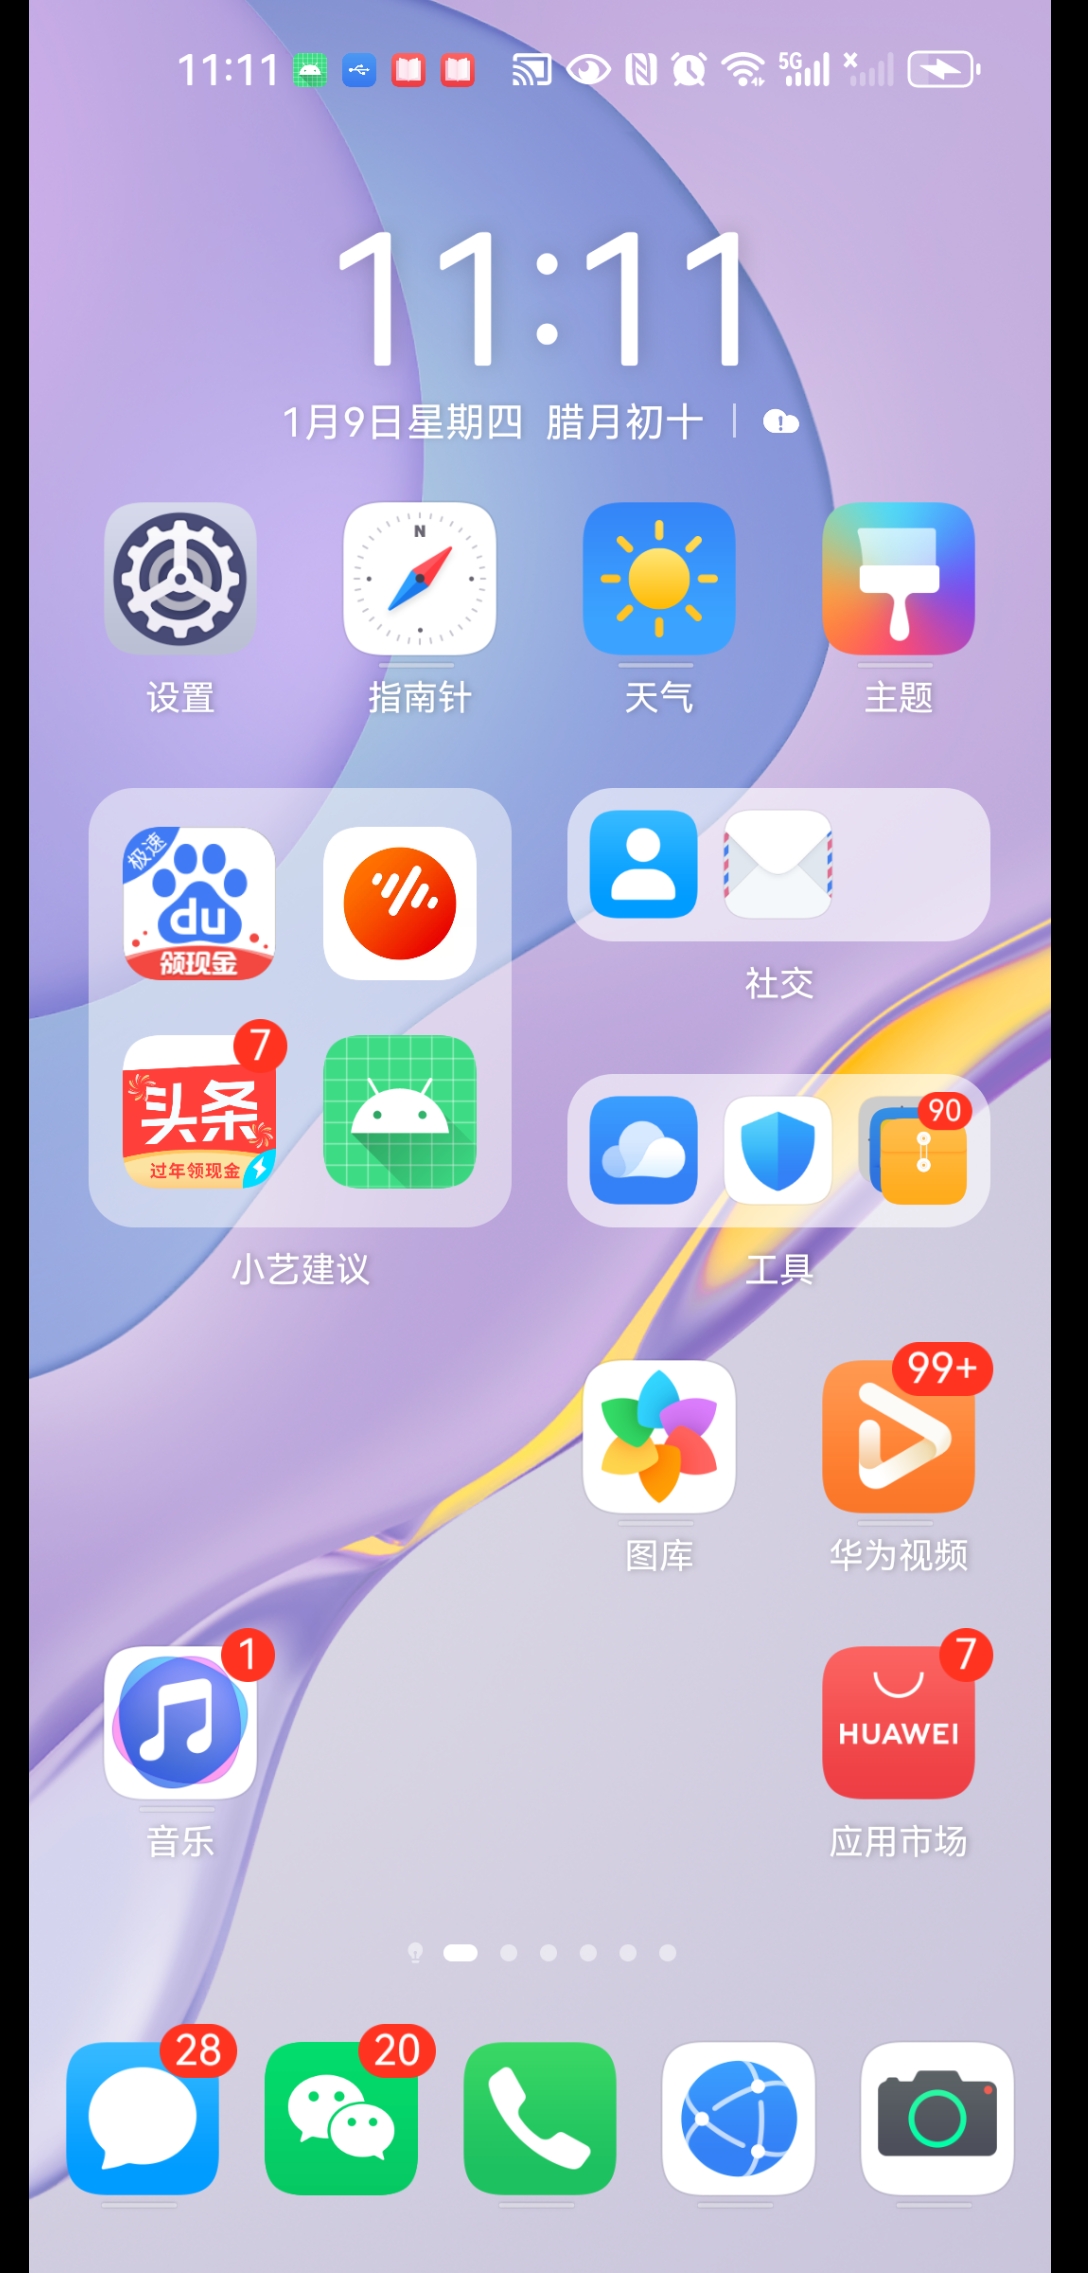 11:11 5G
11:11
1月9日星期四 腊月初十
N
设置 指南针 天气 主题
极速
du
领现金
7
头条
过年领现金
社交
90
小艺建议 工具
99+
图库 华为视频
1 7
HUAWEI
音乐 应用市场
28 20